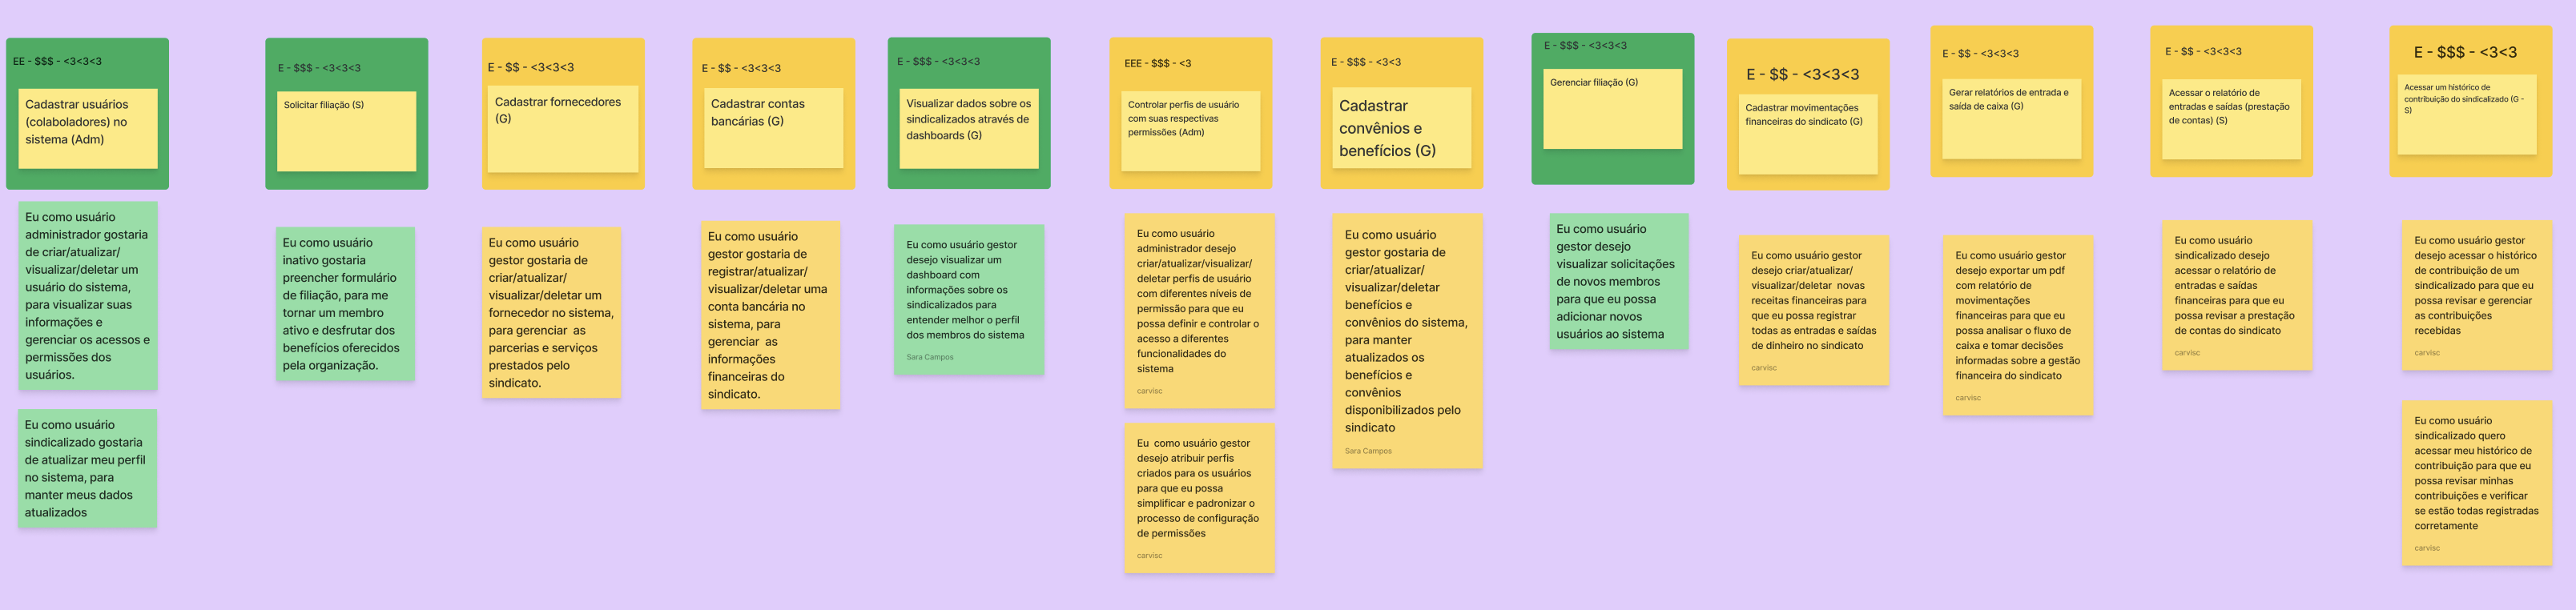 EE - $$$ - <3<3<3
Cadastrar usuários
(colaboladores) no
sistema (Adm)
Eu como usuário
administrador gostaria
de criar/atualizar/
visualizar/deletar um
usuário do sistema,
para visualizar suas
informações e
gerenciar os acessos e
permissões dos
usuários.
Eu como usuário
sindicalizado gostaria
de atualizar meu perfil
no sistema, para
manter meus dados
atualizados
E - $$$ - <3<3<3
Solicitar filiação (S)
Eu como usuário
inativo gostaria
preencher formulário
de filiação, para me
tornar um membro
ativo e desfrutar dos
benefícios oferecidos
pela organização.
E - $$ - <3<3<3
Cadastrar fornecedores
(G)
Eu como usuário
gestor gostaria de
criar/atualizar/
visualizar/deletar um
fornecedor no sistema,
para gerenciar  as
parcerias e serviços
prestados pelo
sindicato.
E - $$ - <3<3<3
Cadastrar contas
bancárias (G)
Eu como usuário
gestor gostaria de
registrar/atualizar/
visualizar/deletar uma
conta bancária no
sistema, para
gerenciar  as
informações
financeiras do
sindicato.
E - $$$ - <3<3<3
Visualizar dados sobre os
sindicalizados através de
dashboards (G)
Eu como usuário gestor
desejo visualizar um
dashboard com
informações sobre os
sindicalizados para
entender melhor o perfil
dos membros do sistema
Sara Campos
EEE - $$$ - <3
Controlar perfis de usuário
com suas respectivas
permissões (Adm)
Eu como usuário
administrador desejo
criar/atualizar/visualizar/
deletar perfis de usuário
com diferentes níveis de
permissão para que eu
possa definir e controlar o
acesso a diferentes
funcionalidades do
sistema
carvisc
Eu  como usuário gestor
desejo atribuir perfis
criados para os usuários
para que eu possa
simplificar e padronizar o
processo de configuração
de permissões
carvisc
E - $$$ - <3<3
Cadastrar
convênios e
benefícios (G)
Eu como usuário
gestor gostaria de
criar/atualizar/
visualizar/deletar
benefícios e
convênios do sistema,
para manter
atualizados os
benefícios e
convênios
disponibilizados pelo
sindicato
Sara Campos
E - $$$ - <3<3<3
Gerenciar filiação (G)
Eu como usuário
gestor desejo
visualizar solicitações
de novos membros
para que eu possa
adicionar novos
usuários ao sistema
E - $$ - <3<3<3
Cadastrar movimentações
financeiras do sindicato (G)
Eu como usuário gestor
desejo criar/atualizar/
visualizar/deletar  novas
receitas financeiras para
que eu possa registrar
todas as entradas e saídas
de dinheiro no sindicato
carvisc
E - $$ - <3<3<3
Gerar relatórios de entrada e
saída de caixa (G)
Eu como usuário gestor
desejo exportar um pdf
com relatório de
movimentações
financeiras para que eu
possa analisar o fluxo de
caixa e tomar decisões
informadas sobre a gestão
financeira do sindicato
carvisc
E - $$ - <3<3<3
Acessar o relatório de
entradas e saídas (prestação
de contas) (S)
Eu como usuário
sindicalizado desejo
acessar o relatório de
entradas e saídas
financeiras para que eu
possa revisar a prestação
de contas do sindicato
carvisc
E - $$$ - <3<3
Acessar um histórico de
contribuição do sindicalizado (G -
S)
Eu como usuário gestor
desejo acessar o histórico
de contribuição de um
sindicalizado para que eu
possa revisar e gerenciar
as contribuições
recebidas
carvisc
Eu como usuário
sindicalizado quero
acessar meu histórico de
contribuição para que eu
possa revisar minhas
contribuições e verificar
se estão todas registradas
corretamente
carvisc